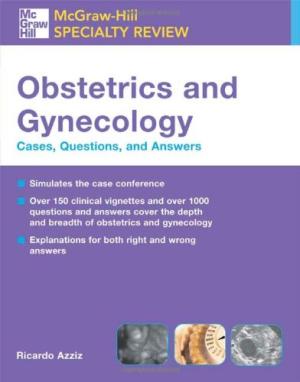 Mc
Graw
Hill
McGraw-Hill
SPECIALTY REVIEW
Obstetrics and
Gynecology
Cases, Questions, and Answers
Simulates the case conference
Over 150 clinical vignettes and over 1000
questions and answers cover the depth
and breadth of obstetrics and gynecology
Explanations for both right and wrong
answers
Ricardo Azziz